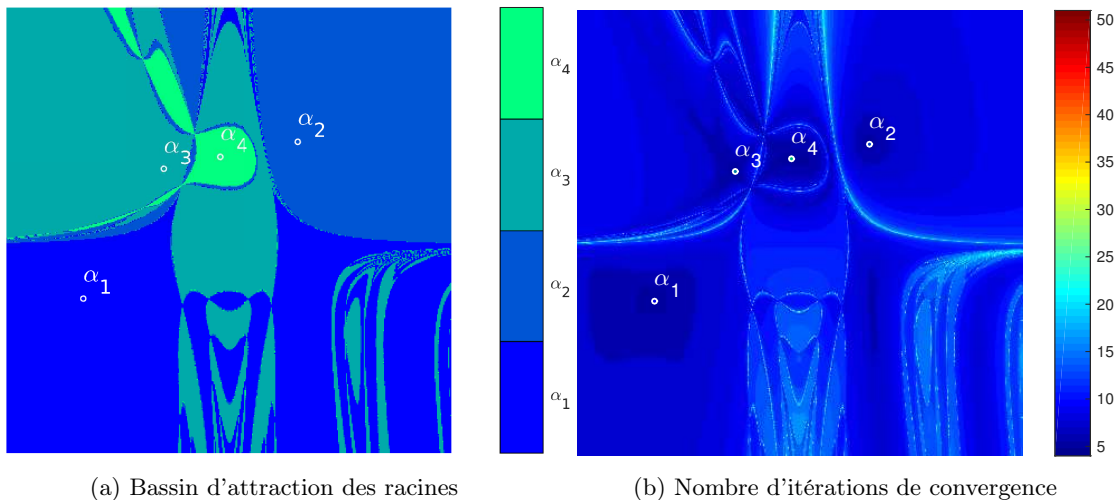 α₁
α₂
α₃
α₄
α₄
α₃
α₂
α₁
α₁
α₂
α₃
α₄
50
45
40
35
30
25
20
15
10
5
(a) Bassin d'attraction des racines
(b) Nombre d'itérations de convergence